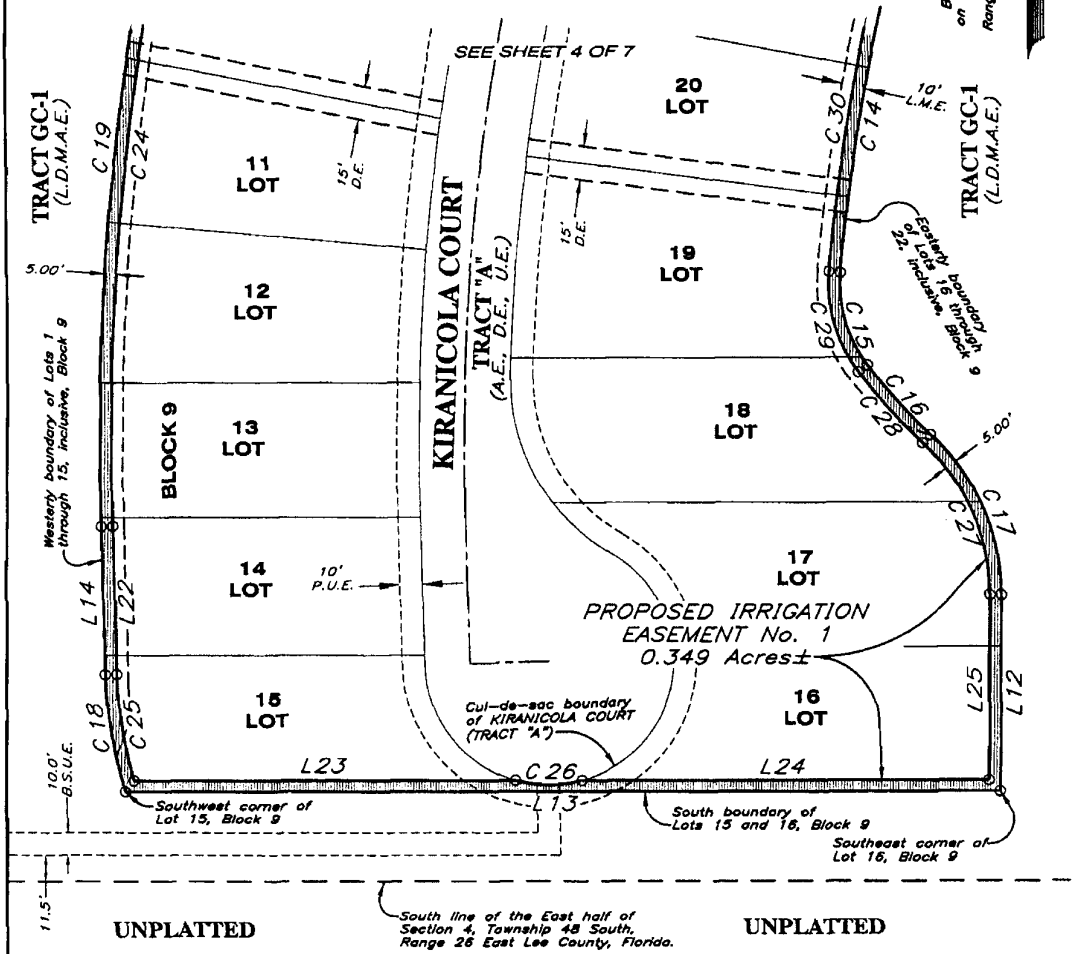 B
on
Rang
SEE SHEET 4 OF 7
TRACT GC-1
(L.D.M.A.E.)
C 19
C 24
11
LOT
15'
D.E.
20
LOT
C 30
C 14
10'
L.M.E.
TRACT GC-1
(L.D.M.A.E.)
5.00'
12
LOT
KIRANICOLA COURT
TRACT "A"
(A.E., D.E., U.E.)
15'
D.E.
19
LOT
Easterly boundary
of Lots 16 through
22, inclusive, Block 9
C 29
C 15
Westerly boundary of Lots 1
through 15, inclusive, Block 9
BLOCK 9
13
LOT
18
LOT
C 28
C 16
5.00'
C 27
C 17
L14
L22
14
LOT
10'
P.U.E.
17
LOT
PROPOSED IRRIGATION
EASEMENT No. 1
0.349 Acres±
C 18
C 25
15
LOT
Cul-de-sac boundary
of KIRANICOLA COURT
(TRACT "A")
16
LOT
L25
L12
L23
C 26
L24
L13
10.0'
B.S.U.E.
Southwest corner of
Lot 15, Block 9
South boundary of
Lots 15 and 16, Block 9
Southeast corner of
Lot 16, Block 9
11.5'
UNPLATTED
South line of the East half of
Section 4, Township 48 South,
Range 26 East Lee County, Florida.
UNPLATTED